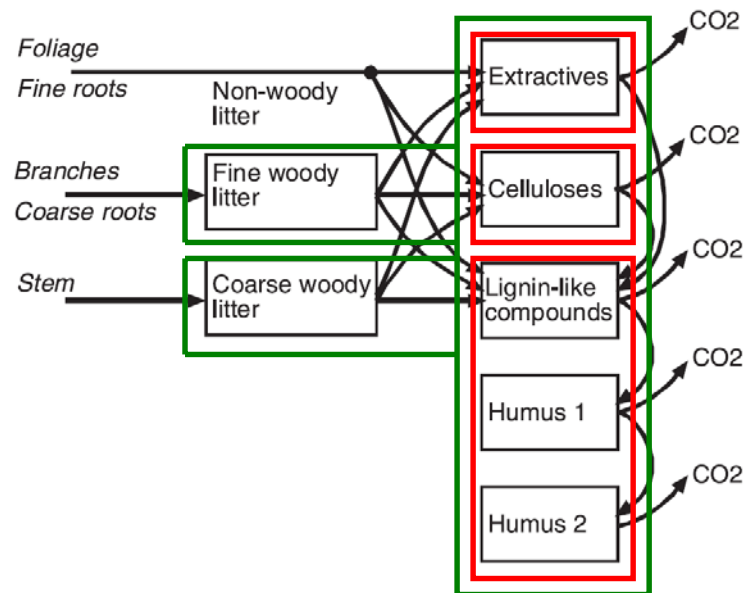 CO2
Foliage
Fine roots
Non-woody
litter
Extractives
CO2
Branches
Coarse roots
Fine woody
litter
Celluloses
CO2
Stem
Coarse woody
litter
Lignin-like
compounds
CO2
Humus 1
CO2
Humus 2